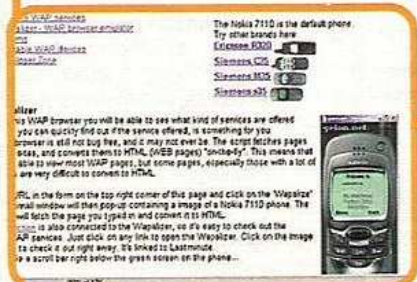 WAP services
alizer - WAP browser emulator
ms
able WAP devices
oper Zone
The Nokia 7110 is the default phone.
Try other brands here
Ericsson R320
Siemens C35
Siemens M35
Siemens s35
alizer
his WAP browser you will be able to see what kind of services are offered
you can quickly find out if the service offered, is something for you
browser is still not bug free, and it may not ever be. The script fetches pages
sites, and converts them to HTML (WEB pages) "on-the-fly". This means that
able to view most WAP pages, but some pages, especially those with a lot of
are very difficult to convert to HTML.
URL in the form on the top right corner of this page and click on the 'Wapalize'
small window will then pop-up containing a image of a Nokia 7110 phone. The
will fetch the page you typed in and convert it to HTML.
is also connected to the Wapalizer, so it's easy to check out the
AP services. Just click on any link to open the Wapalizer. Click on the image
to check it out right away. It's linked to Lastminute.
e a scroll bar right below the green screen on the phone...
gelon.net